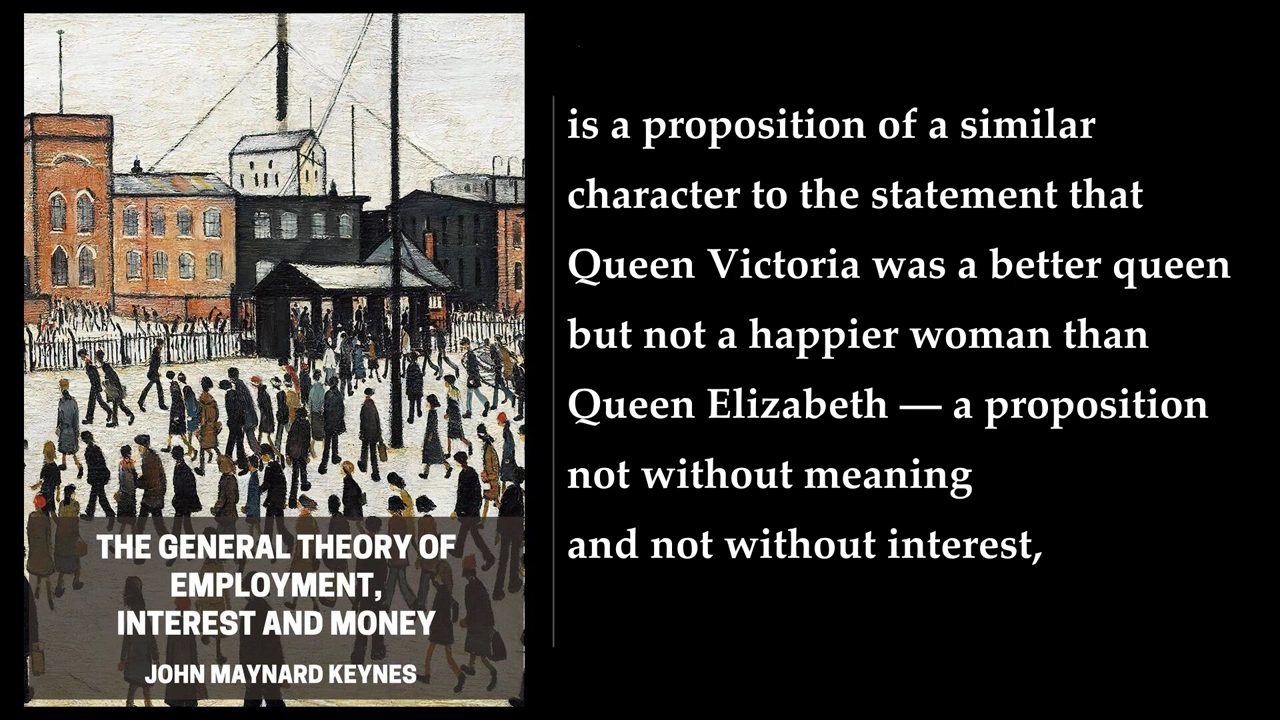 THE GENERAL THEORY OF
EMPLOYMENT,
INTEREST AND MONEY
JOHN MAYNARD KEYNES
is a proposition of a similar
character to the statement that
Queen Victoria was a better queen
but not a happier woman than
Queen Elizabeth — a proposition
not without meaning
and not without interest,